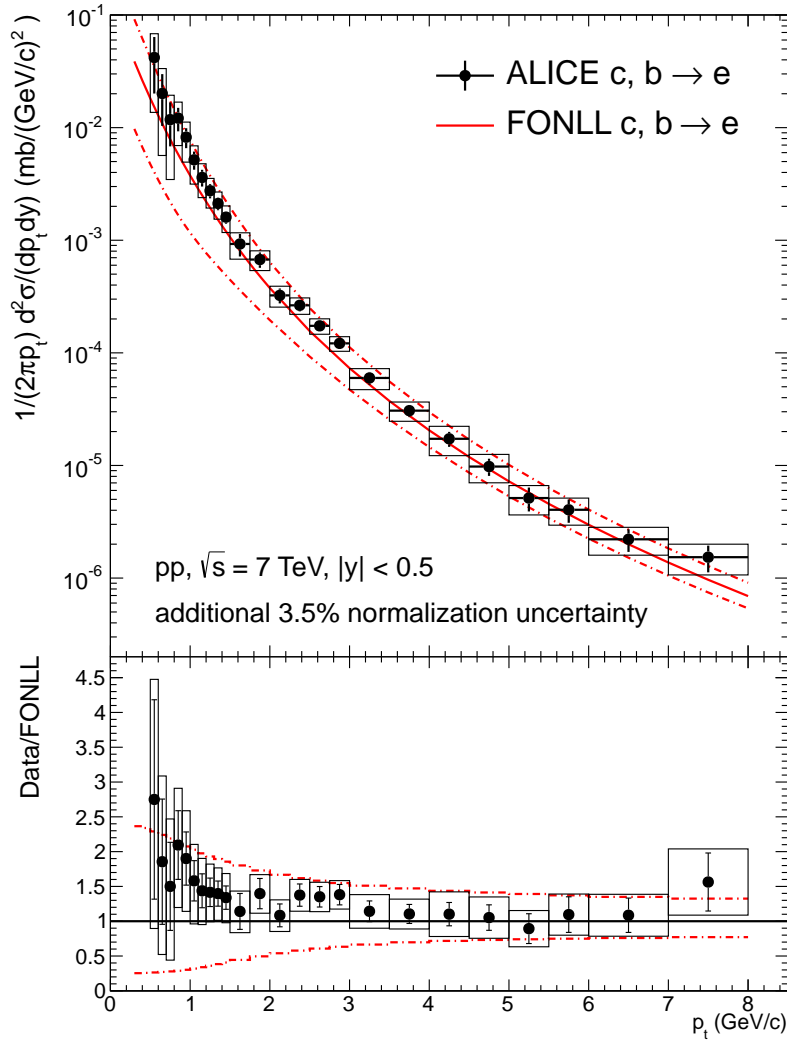 1/(2πp_t) d²σ/(dp_t dy) (mb/(GeV/c)²)
10⁻¹
10⁻²
10⁻³
10⁻⁴
10⁻⁵
10⁻⁶
ALICE c, b → e
FONLL c, b → e
pp, √s = 7 TeV, |y| < 0.5
additional 3.5% normalization uncertainty
Data/FONLL
4.5
4
3.5
3
2.5
2
1.5
1
0.5
0
0 1 2 3 4 5 6 7 8
p_t (GeV/c)